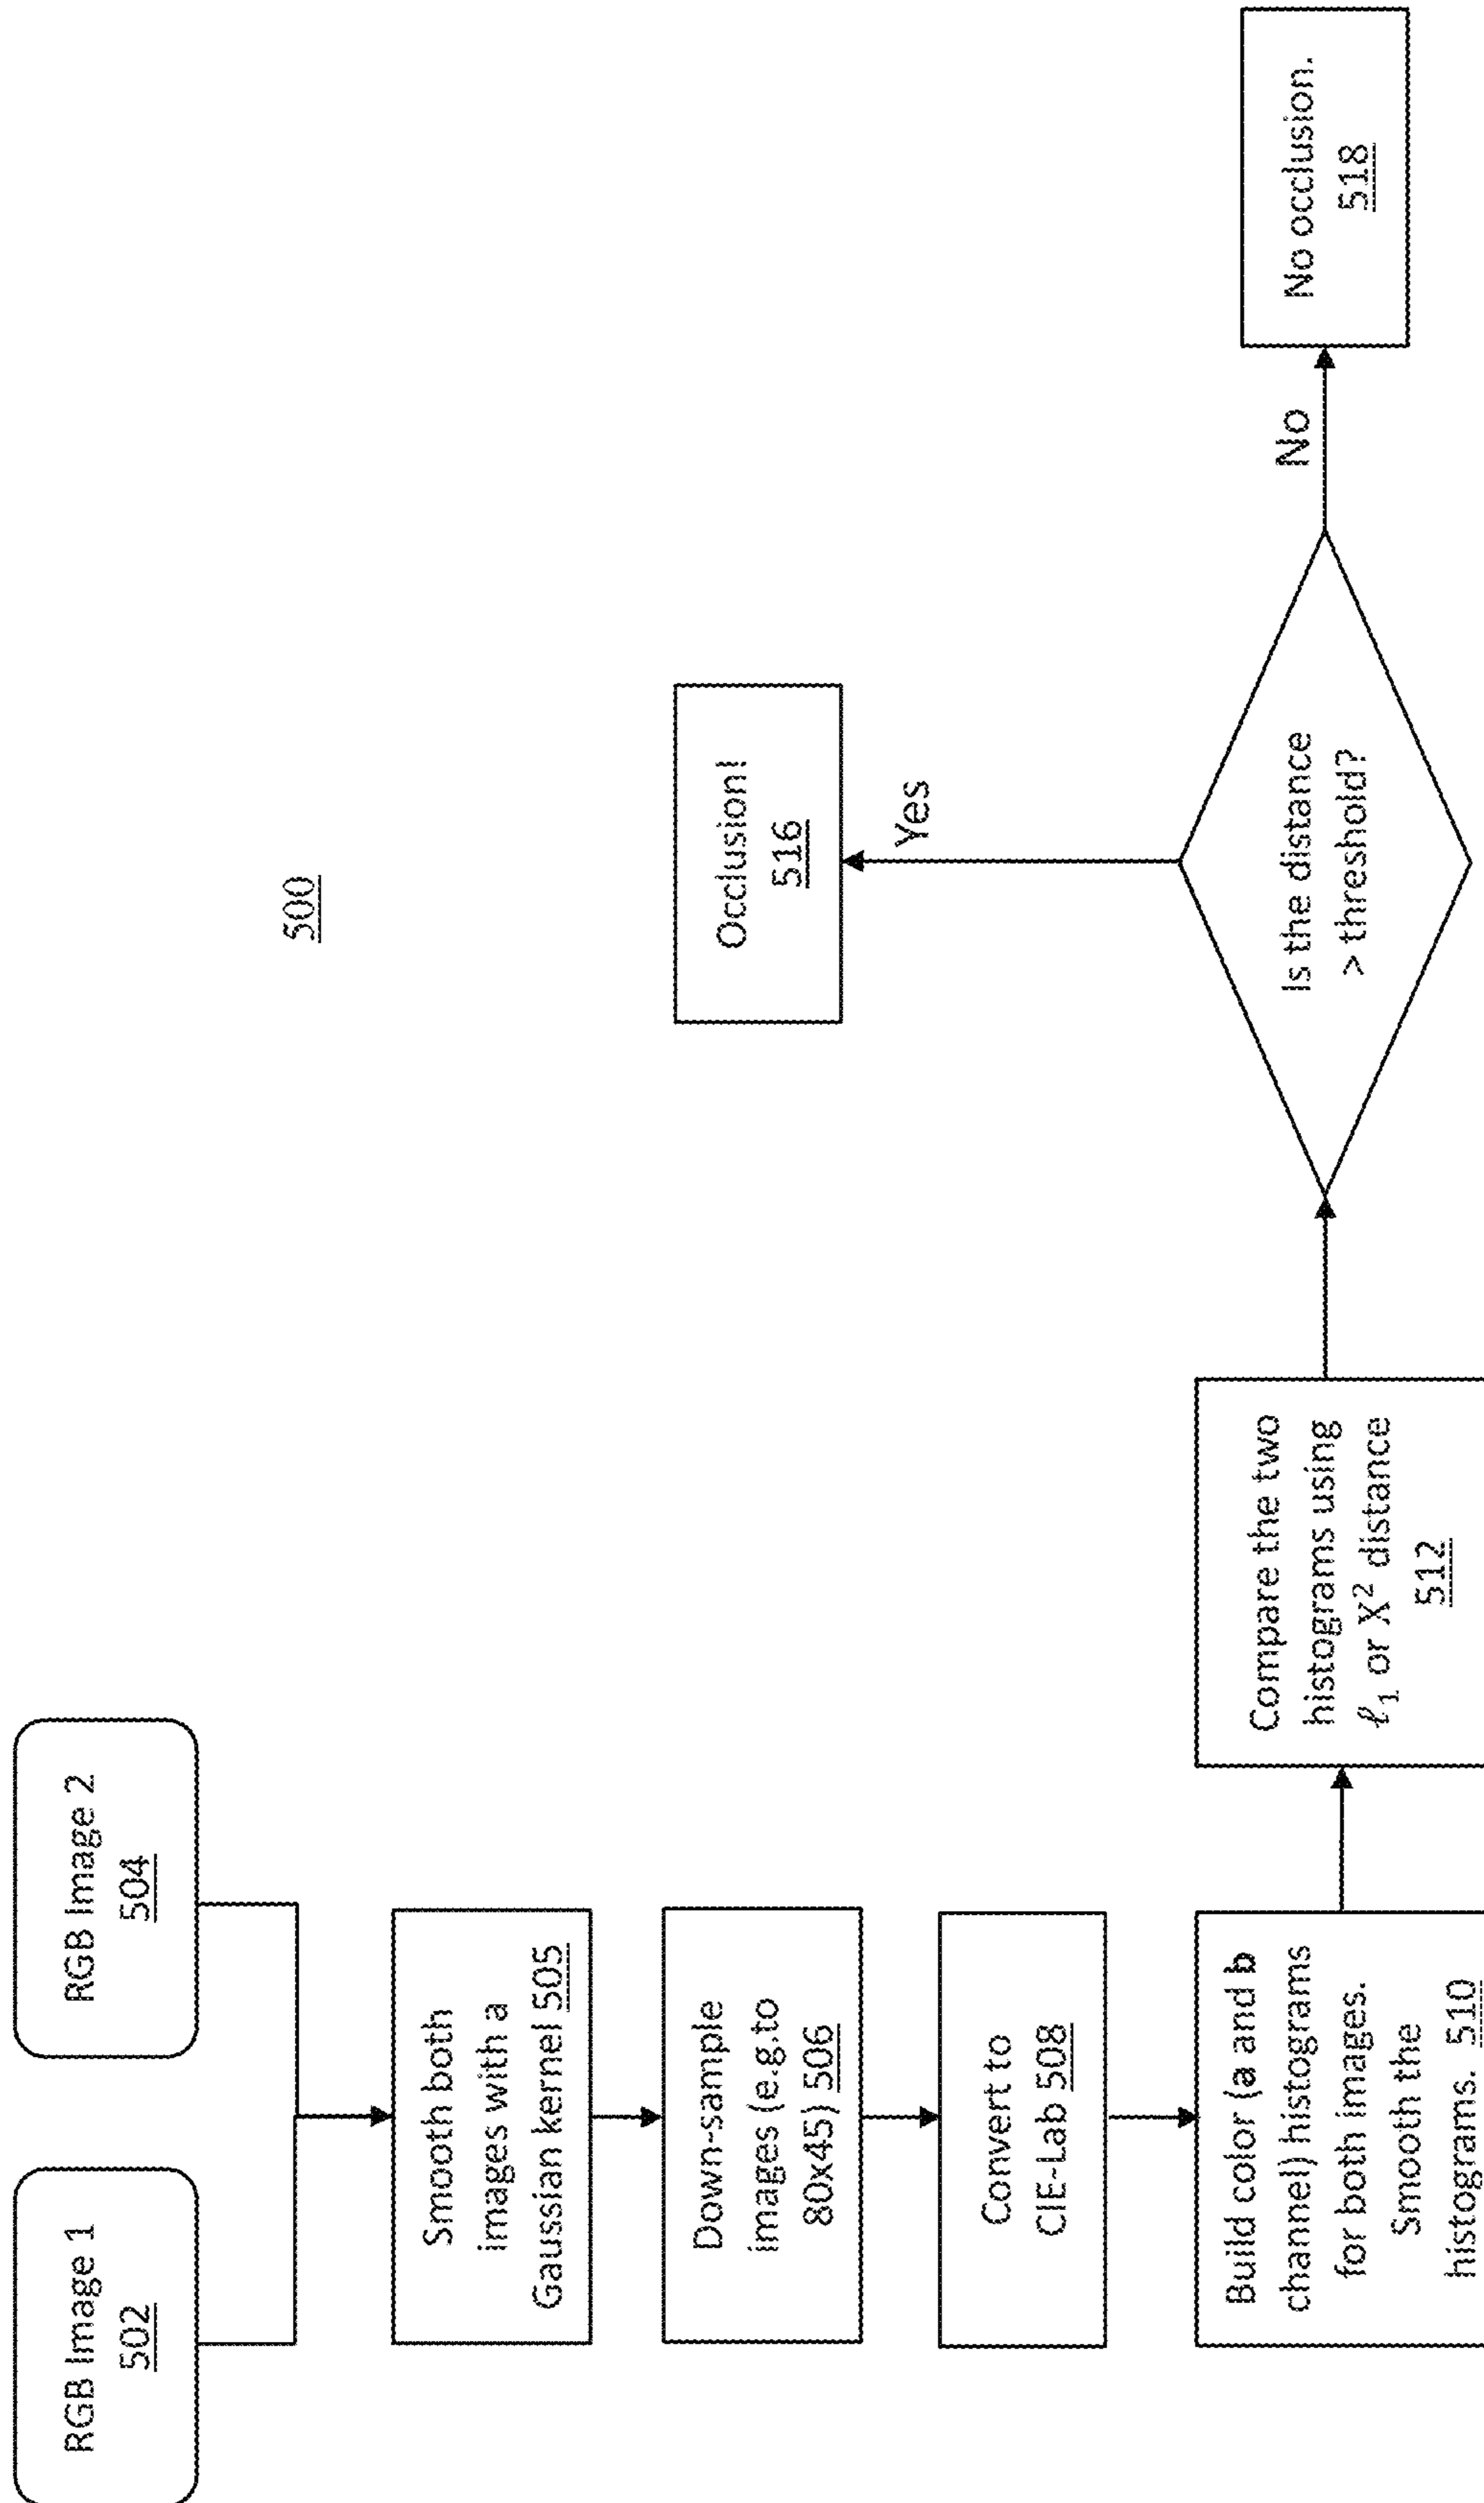 500
RGB Image 1
502
RGB Image 2
504
Smooth both
images with a
Gaussian kernel 505
Down-sample
images (e.g.to
80x45) 506
Convert to
CIE-Lab 508
Build color (a and b
channel) histograms
for both images.
Smooth the
histograms. 510
Compare the two
histograms using
ℓ₁ or X² distance
512
Is the distance
> threshold?
Yes
Occlusion!
516
No
No occlusion.
518